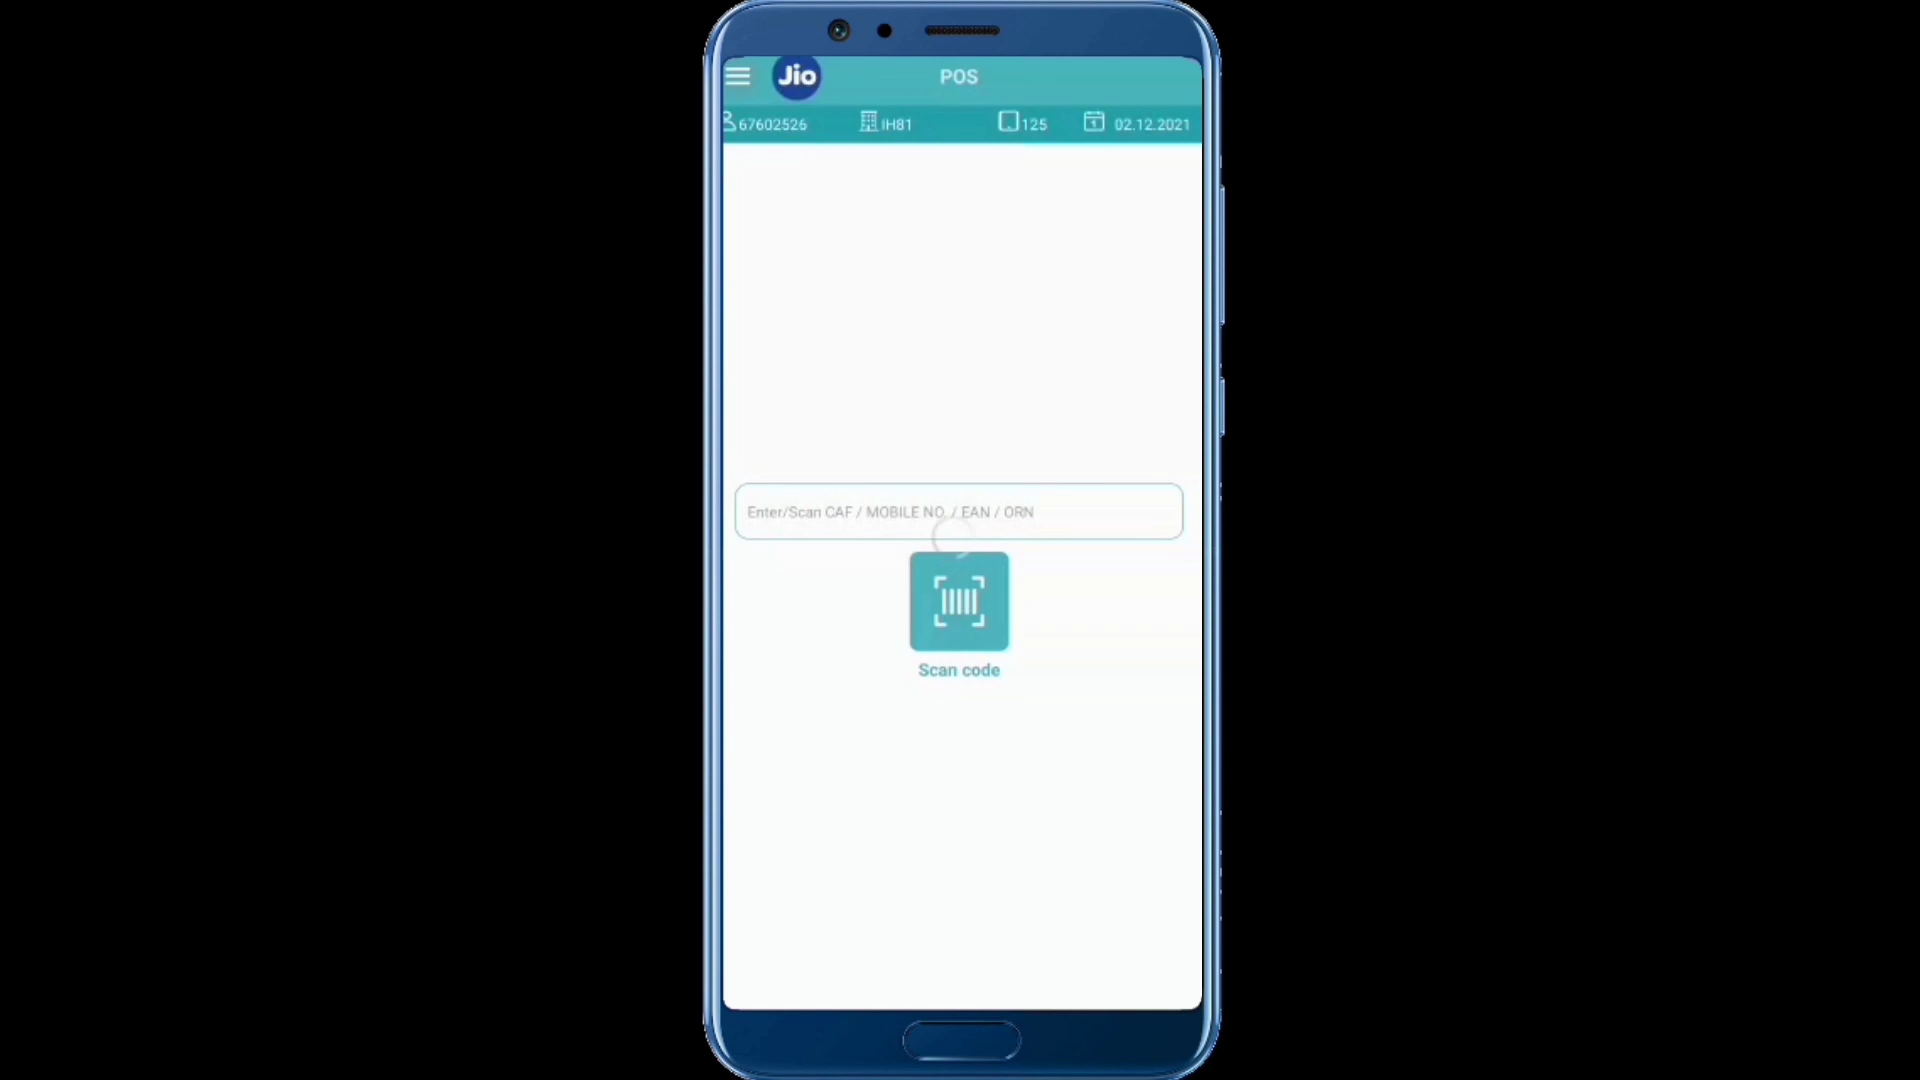 Jio POS
67602526 IH81 125 02.12.2021
Enter/Scan CAF / MOBILE NO. / EAN / ORN
Scan code